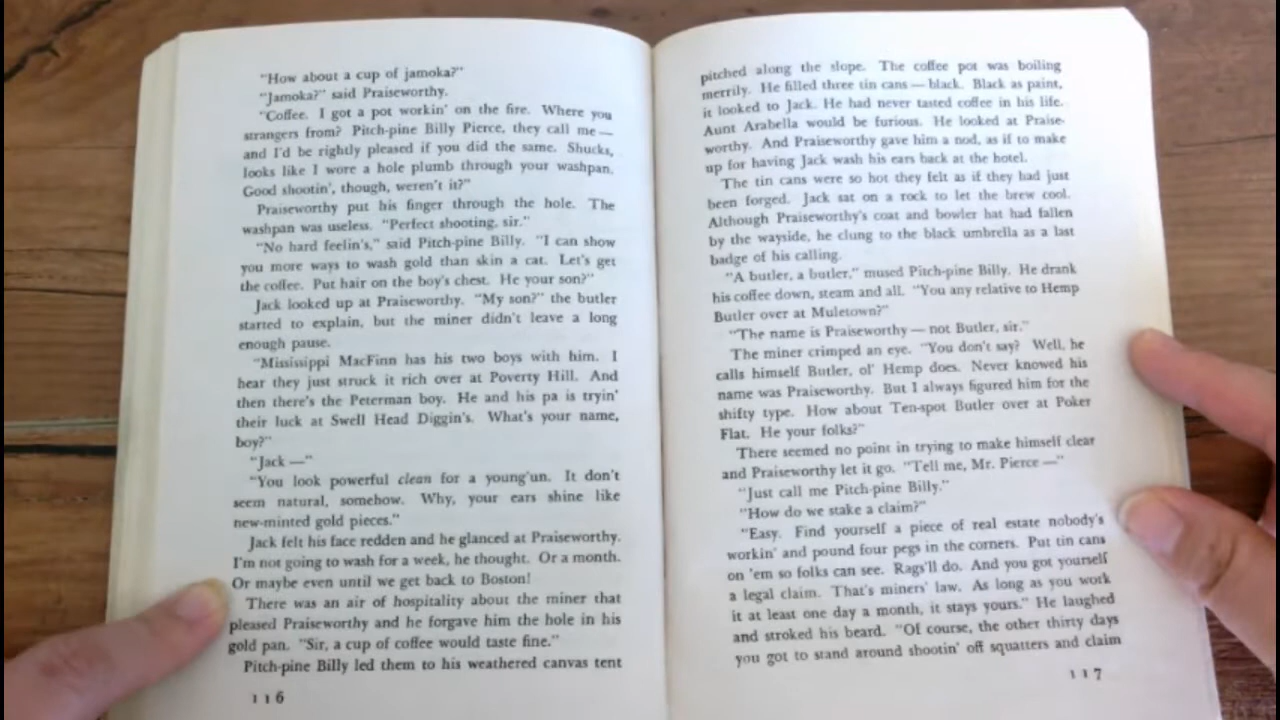 "How about a cup of jamoka?"
"Jamoka?" said Praiseworthy.
"Coffee. I got a pot workin' on the fire. Where you
strangers from? Pitch-pine Billy Pierce, they call me —
and I'd be rightly pleased if you did the same. Shucks,
looks like I wore a hole plumb through your washpan.
Good shootin', though, weren't it?"
Praiseworthy put his finger through the hole. The
washpan was useless. "Perfect shooting, sir."
"No hard feelin's," said Pitch-pine Billy. "I can show
you more ways to wash gold than skin a cat. Let's get
the coffee. Put hair on the boy's chest. He your son?"
Jack looked up at Praiseworthy. "My son?" the butler
started to explain, but the miner didn't leave a long
enough pause.
"Mississippi MacFinn has his two boys with him. I
hear they just struck it rich over at Poverty Hill. And
then there's the Peterman boy. He and his pa is tryin'
their luck at Swell Head Diggin's. What's your name,
boy?"
"Jack —"
"You look powerful clean for a young'un. It don't
seem natural, somehow. Why, your ears shine like
new-minted gold pieces."
Jack felt his face redden and he glanced at Praiseworthy.
I'm not going to wash for a week, he thought. Or a month.
Or maybe even until we get back to Boston!
There was an air of hospitality about the miner that
pleased Praiseworthy and he forgave him the hole in his
gold pan. "Sir, a cup of coffee would taste fine."
Pitch-pine Billy led them to his weathered canvas tent
116
pitched along the slope. The coffee pot was boiling
merrily. He filled three tin cans — black. Black as paint,
it looked to Jack. He had never tasted coffee in his life.
Aunt Arabella would be furious. He looked at Praise-
worthy. And Praiseworthy gave him a nod, as if to make
up for having Jack wash his ears back at the hotel.
The tin cans were so hot they felt as if they had just
been forged. Jack sat on a rock to let the brew cool.
Although Praiseworthy's coat and bowler hat had fallen
by the wayside, he clung to the black umbrella as a last
badge of his calling.
"A butler, a butler," mused Pitch-pine Billy. He drank
his coffee down, steam and all. "You any relative to Hemp
Butler over at Muletown?"
"The name is Praiseworthy — not Butler, sir."
The miner crimped an eye. "You don't say? Well, he
calls himself Butler, ol' Hemp does. Never knowed his
name was Praiseworthy. But I always figured him for the
shifty type. How about Ten-spot Butler over at Poker
Flat. He your folks?"
There seemed no point in trying to make himself clear
and Praiseworthy let it go. "Tell me, Mr. Pierce —"
"Just call me Pitch-pine Billy."
"How do we stake a claim?"
"Easy. Find yourself a piece of real estate nobody's
workin' and pound four pegs in the corners. Put tin cans
on 'em so folks can see. Rags'll do. And you got yourself
a legal claim. That's miners' law. As long as you work
it at least one day a month, it stays yours." He laughed
and stroked his beard. "Of course, the other thirty days
you got to stand around shootin' off squatters and claim
117